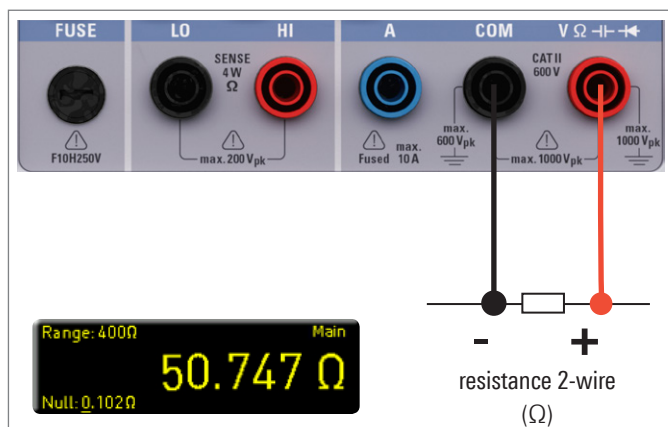 FUSE LO HI A COM V Ω
SENSE
4 W
Ω
CAT II
600 V
max.
600 Vpk
max.
1000 Vpk
F10H250V
max. 200 Vpk
Fused
max.
10 A
max. 1000 Vpk
Range: 400Ω Main
50.747 Ω
Null: 0.102Ω
- +
resistance 2-wire
(Ω)